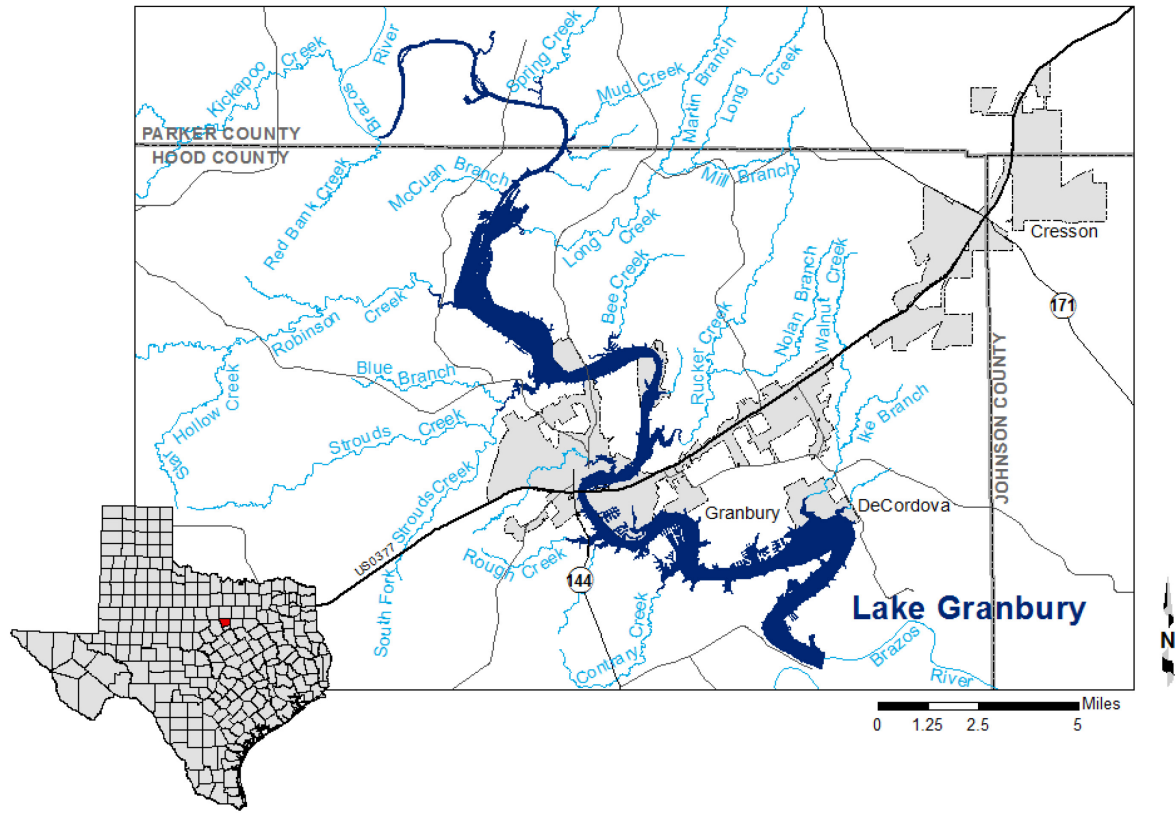 Kickapoo Creek
Brazos River
Spring Creek
Mud Creek
Martin Branch
Long Creek
PARKER COUNTY
HOOD COUNTY
Red Bank Creek
McCuan Branch
Mill Branch
Long Creek
Cresson
Bee Creek
Nolan Branch
Walnut Creek
171
Robinson Creek
Rucker Creek
JOHNSON COUNTY
Blue Branch
Star Hollow Creek
Strouds Creek
Ike Branch
South Fork Strouds Creek
Granbury
DeCordova
US0377
Rough Creek
144
Lake Granbury
Contrary Creek
Brazos River
N
Miles
0 1.25 2.5 5